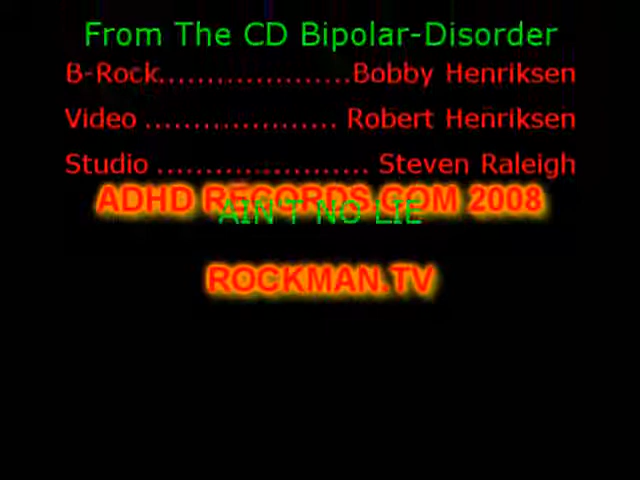 From The CD Bipolar-Disorder
B-Rock.....................Bobby Henriksen
Video ..................... Robert Henriksen
Studio ....................... Steven Raleigh
ADHD RECORDS.COM 2008
AIN'T NO LIE
ROCKMAN.TV